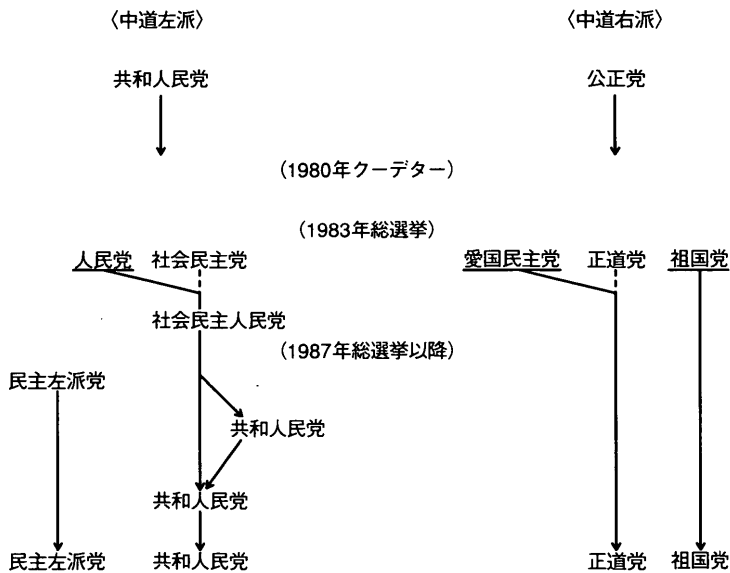 〈中道左派〉 〈中道右派〉
共和人民党 公正党
(1980年クーデター)
(1983年総選挙)
人民党 社会民主党 愛国民主党 正道党 祖国党
社会民主人民党
(1987年総選挙以降)
民主左派党
共和人民党
共和人民党
民主左派党 共和人民党 正道党 祖国党